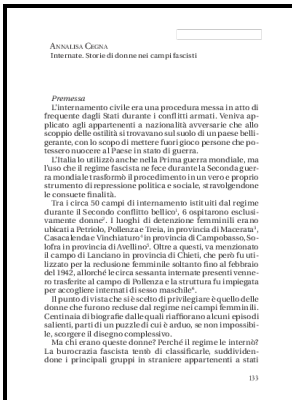 ANNALISA CEGNA
Internate. Storie di donne nei campi fascisti
Premessa
L'internamento civile era una procedura messa in atto di
frequente dagli Stati durante i conflitti armati. Veniva ap-
plicato agli appartenenti a nazionalità avversarie che allo
scoppio delle ostilità si trovavano sul suolo di un paese belli-
gerante, con lo scopo di mettere fuori gioco persone che po-
tessero nuocere al Paese in stato di guerra.
L'Italia lo utilizzò anche nella Prima guerra mondiale, ma
l'uso che il regime fascista ne fece durante la Seconda guer-
ra mondiale trasformò il procedimento in un vero e proprio
strumento di repressione politica e sociale, stravolgendone
le consuete finalità.
Tra i circa 50 campi di internamento istituiti dal regime
durante il Secondo conflitto bellico¹, 6 ospitarono esclusi-
vamente donne². I luoghi di detenzione femminili erano
ubicati a Petriolo, Pollenza e Treia, in provincia di Macerata³,
Casacalenda e Vinchiaturo⁴ in provincia di Campobasso, So-
lofra in provincia di Avellino⁵. Oltre a questi, va menzionato
il campo di Lanciano in provincia di Chieti, che però fu uti-
lizzato per la reclusione femminile soltanto fino al febbraio
del 1942, allorché le circa sessanta internate presenti venne-
ro trasferite al campo di Pollenza e la struttura fu impiegata
per accogliere internati di sesso maschile⁶.
Il punto di vista che si è scelto di privilegiare è quello delle
donne che furono recluse dal regime nei campi femminili.
Centinaia di biografie dalle quali riaffiorano alcuni episodi
salienti, parti di un puzzle di cui è arduo, se non impossibi-
le, scorgere il disegno complessivo.
Ma chi erano queste donne? Perché il regime le internò?
La burocrazia fascista tentò di classificarle, suddividen-
done i principali gruppi in straniere appartenenti a stati
133